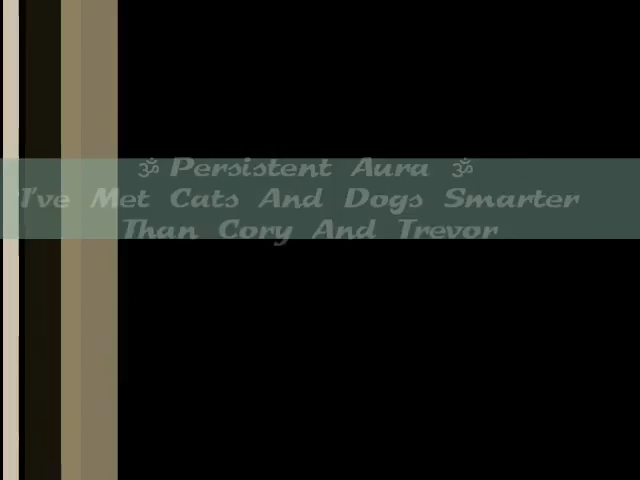 ॐ Persistent Aura ॐ
I've Met Cats And Dogs Smarter
Than Cory And Trevor